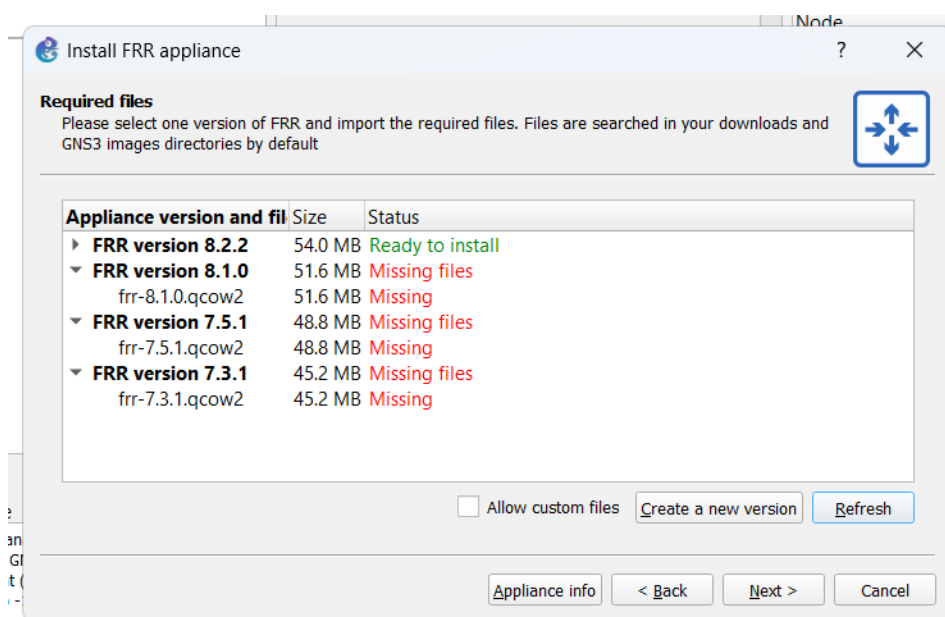 Node
Install FRR appliance ?
Required files
Please select one version of FRR and import the required files. Files are searched in your downloads and
GNS3 images directories by default
Appliance version and fil Size Status
FRR version 8.2.2 54.0 MB Ready to install
FRR version 8.1.0 51.6 MB Missing files
frr-8.1.0.qcow2 51.6 MB Missing
FRR version 7.5.1 48.8 MB Missing files
frr-7.5.1.qcow2 48.8 MB Missing
FRR version 7.3.1 45.2 MB Missing files
frr-7.3.1.qcow2 45.2 MB Missing
Allow custom files Create a new version Refresh
Appliance info < Back Next > Cancel